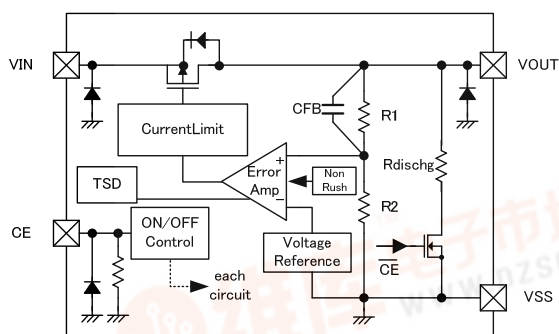 VIN
VOUT
CFB
R1
CurrentLimit
Rdischg
+
Error
Amp
−
Non
Rush
TSD
R2
CE
ON/OFF
Control
Voltage
Reference
CE
each
circuit
VSS